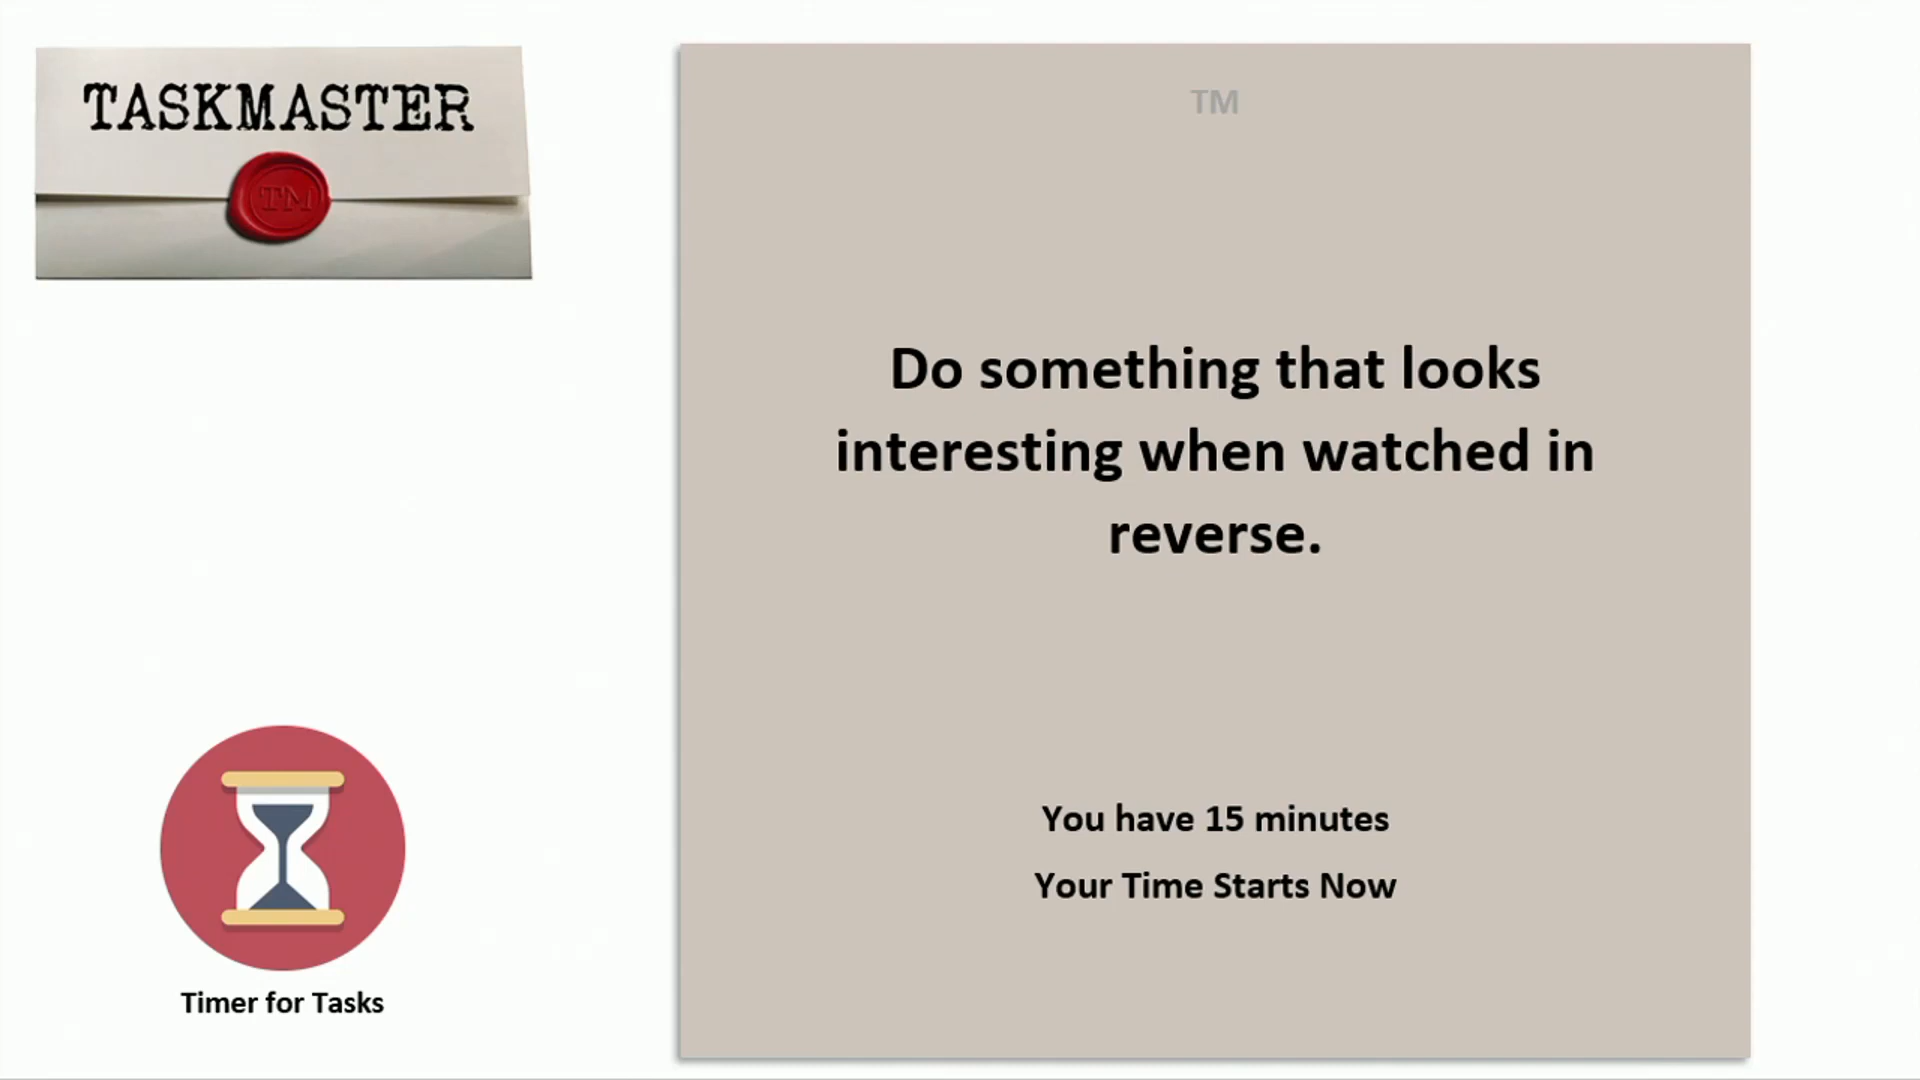 TASKMASTER
TM
TM
Do something that looks
interesting when watched in
reverse.
You have 15 minutes
Your Time Starts Now
Timer for Tasks